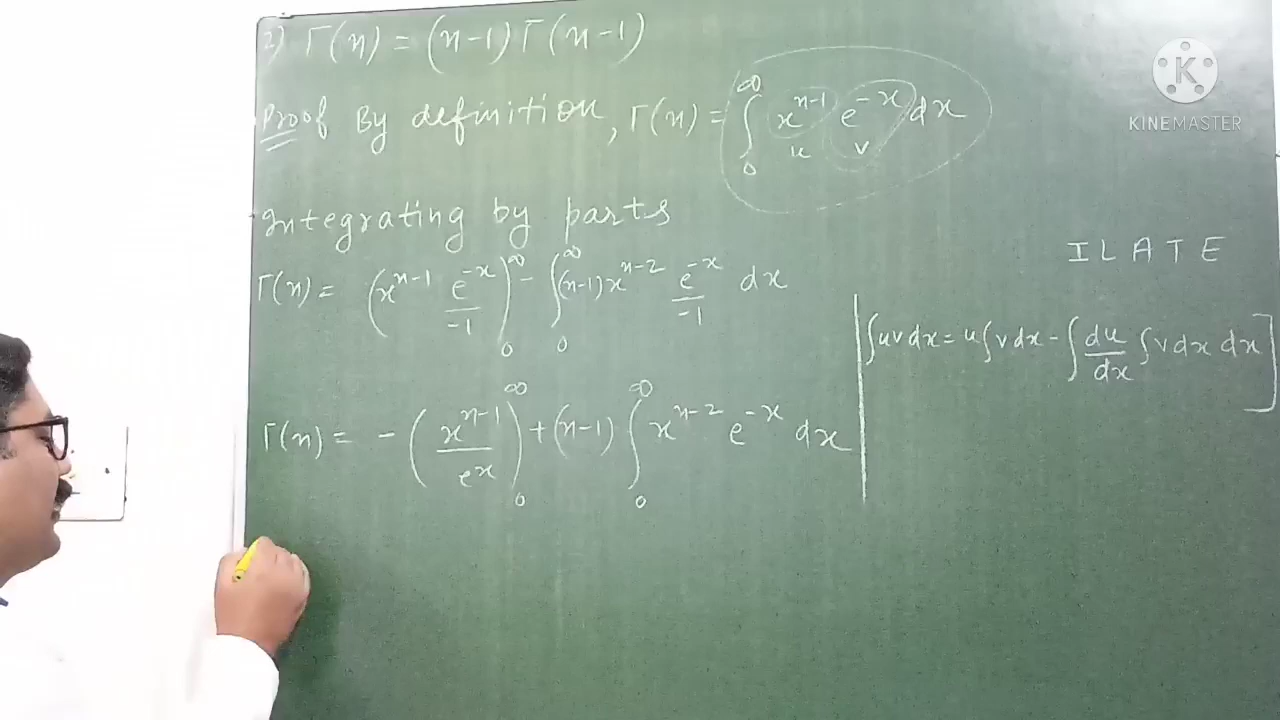 2) Γ(n) = (n-1) Γ(n-1)
Proof By definition, Γ(n) = ∫₀^∞ x^{n-1} e^{-x} dx
u v
Integrating by parts
Γ(n) = (x^{n-1} e^{-x}/-1)₀^∞ - ∫₀^∞ (n-1) x^{n-2} e^{-x}/-1 dx
Γ(n) = - (x^{n-1}/e^x)₀^∞ + (n-1) ∫₀^∞ x^{n-2} e^{-x} dx
I L A T E
∫uv dx = u∫v dx - ∫ du/dx ∫v dx dx]
K
KINEMASTER